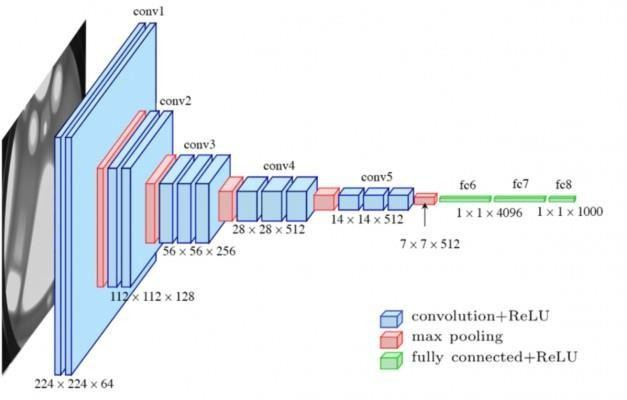 conv1
conv2
conv3
conv4
conv5
fc6
fc7
fc8
1 × 1 × 4096
1 × 1 × 1000
14 × 14 × 512
28 × 28 × 512
7 × 7 × 512
56 × 56 × 256
112 × 112 × 128
224 × 224 × 64
convolution+ReLU
max pooling
fully connected+ReLU